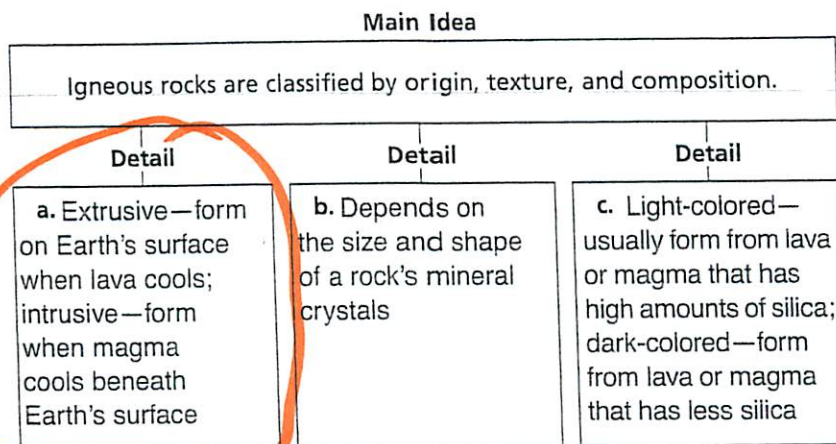 Main Idea
Igneous rocks are classified by origin, texture, and composition.
Detail
a. Extrusive—form
on Earth's surface
when lava cools;
intrusive—form
when magma
cools beneath
Earth's surface
Detail
b. Depends on
the size and shape
of a rock's mineral
crystals
Detail
c. Light-colored—
usually form from lava
or magma that has
high amounts of silica;
dark-colored—form
from lava or magma
that has less silica